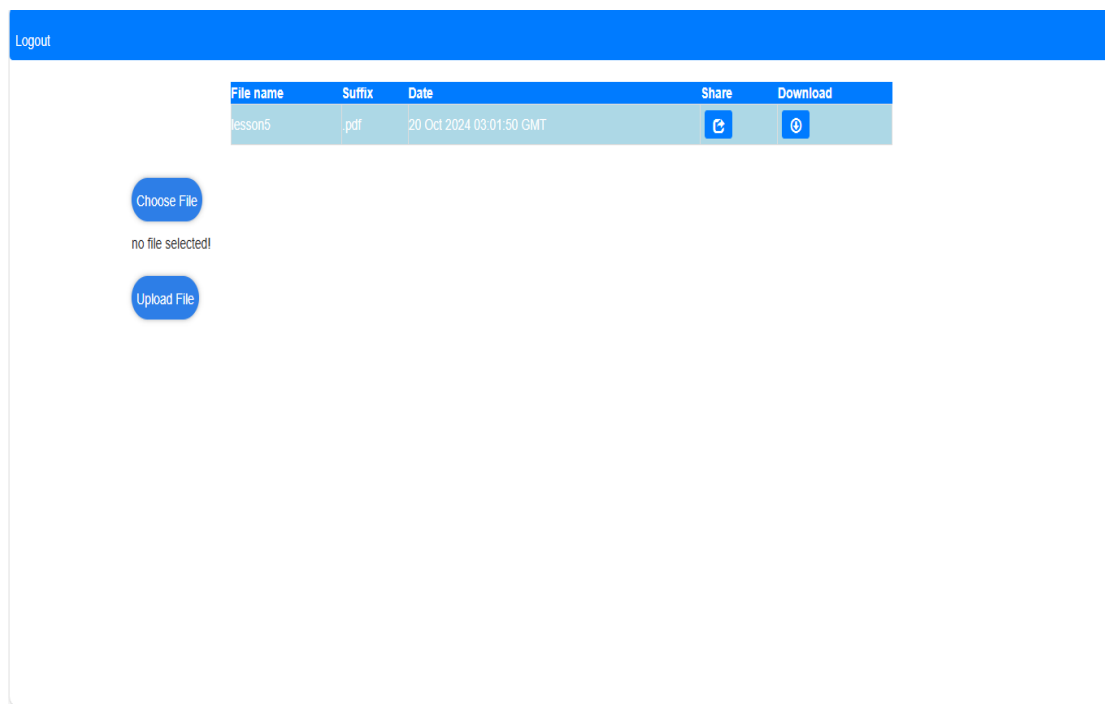 Logout
File name Suffix Date Share Download
lesson5 .pdf 20 Oct 2024 03:01:50 GMT
Choose File
no file selected!
Upload File